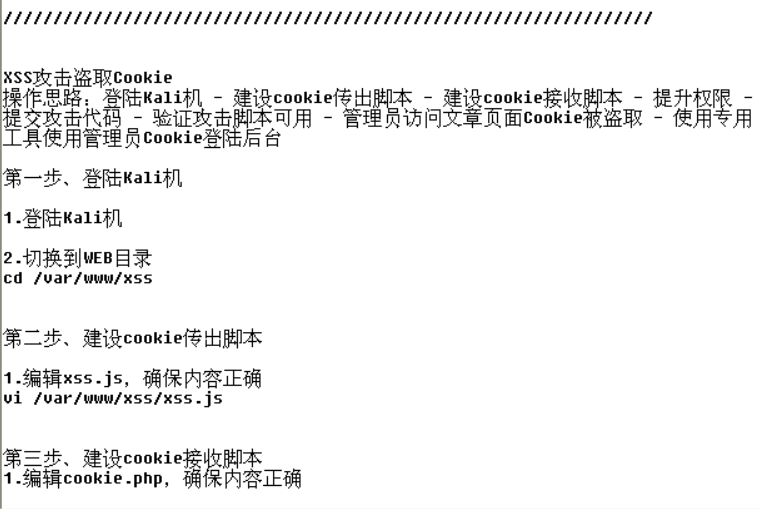 /////////////////////////////////////////////////////////////////
XSS攻击盗取Cookie
操作思路：登陆Kali机 - 建设cookie传出脚本 - 建设cookie接收脚本 - 提升权限 -
提交攻击代码 - 验证攻击脚本可用 - 管理员访问文章页面Cookie被盗取 - 使用专用
工具使用管理员Cookie登陆后台
第一步、登陆Kali机
1.登陆Kali机
2.切换到WEB目录
cd /var/www/xss
第二步、建设cookie传出脚本
1.编辑xss.js，确保内容正确
vi /var/www/xss/xss.js
第三步、建设cookie接收脚本
1.编辑cookie.php，确保内容正确